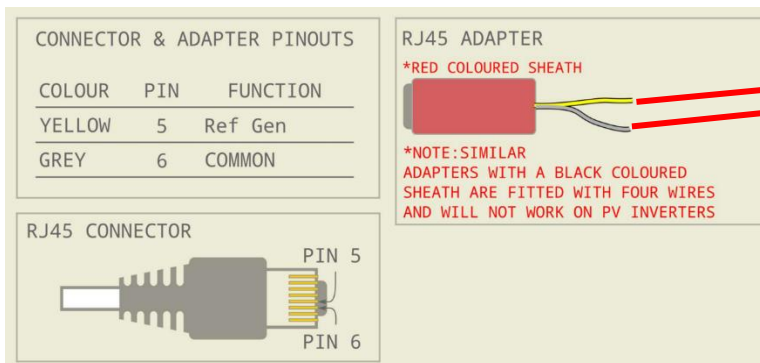 CONNECTOR & ADAPTER PINOUTS
COLOUR PIN FUNCTION
YELLOW 5 Ref Gen
GREY 6 COMMON
RJ45 CONNECTOR
PIN 5
PIN 6
RJ45 ADAPTER
*RED COLOURED SHEATH
*NOTE:SIMILAR
ADAPTERS WITH A BLACK COLOURED
SHEATH ARE FITTED WITH FOUR WIRES
AND WILL NOT WORK ON PV INVERTERS